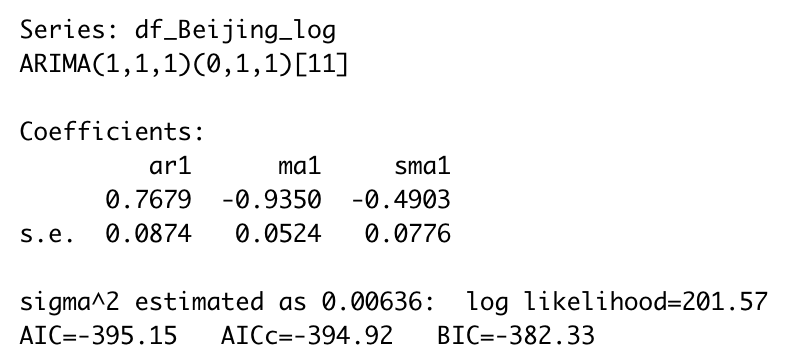 Series: df_Beijing_log
ARIMA(1,1,1)(0,1,1)[11]
Coefficients:
ar1 ma1 sma1
0.7679 -0.9350 -0.4903
s.e. 0.0874 0.0524 0.0776
sigma^2 estimated as 0.00636: log likelihood=201.57
AIC=-395.15 AICc=-394.92 BIC=-382.33